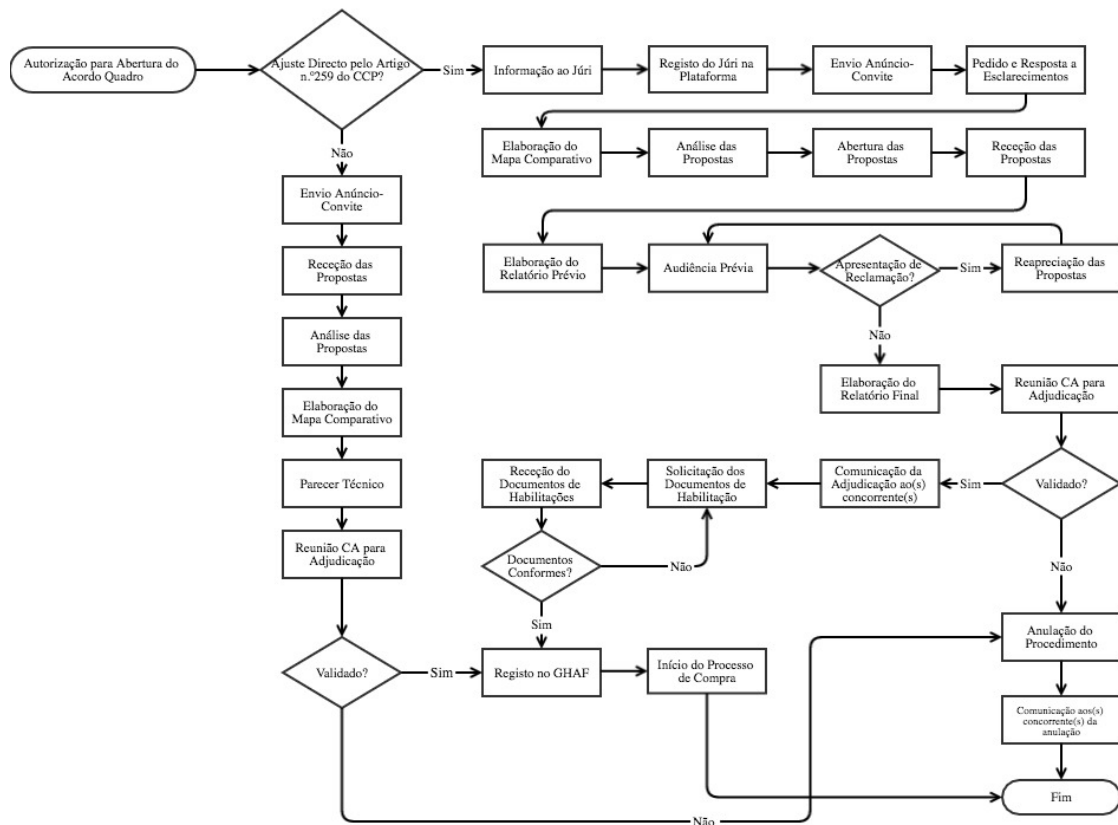 Autorização para Abertura do
Acordo Quadro
Ajuste Directo pelo Artigo
n.º259 do CCP?
Sim
Informação ao Júri
Registo do Júri na
Plataforma
Envio Anúncio-
Convite
Pedido e Resposta a
Esclarecimentos
Não
Elaboração do
Mapa Comparativo
Análise das
Propostas
Abertura das
Propostas
Receção das
Propostas
Envio Anúncio-
Convite
Elaboração do
Relatório Prévio
Audiência Prévia
Apresentação de
Reclamação?
Sim
Reapreciação das
Propostas
Receção das
Propostas
Não
Análise das
Propostas
Elaboração do
Relatório Final
Reunião CA para
Adjudicação
Elaboração do
Mapa Comparativo
Parecer Técnico
Receção do
Documentos de
Habilitações
Solicitação dos
Documentos de
Habilitação
Comunicação da
Adjudicação ao(s)
concorrente(s)
Sim
Validado?
Reunião CA para
Adjudicação
Documentos
Conformes?
Não
Não
Sim
Validado?
Sim
Registo no GHAF
Início do Processo
de Compra
Anulação do
Procedimento
Comunicação aos(s)
concorrente(s) da
anulação
Fim
Não